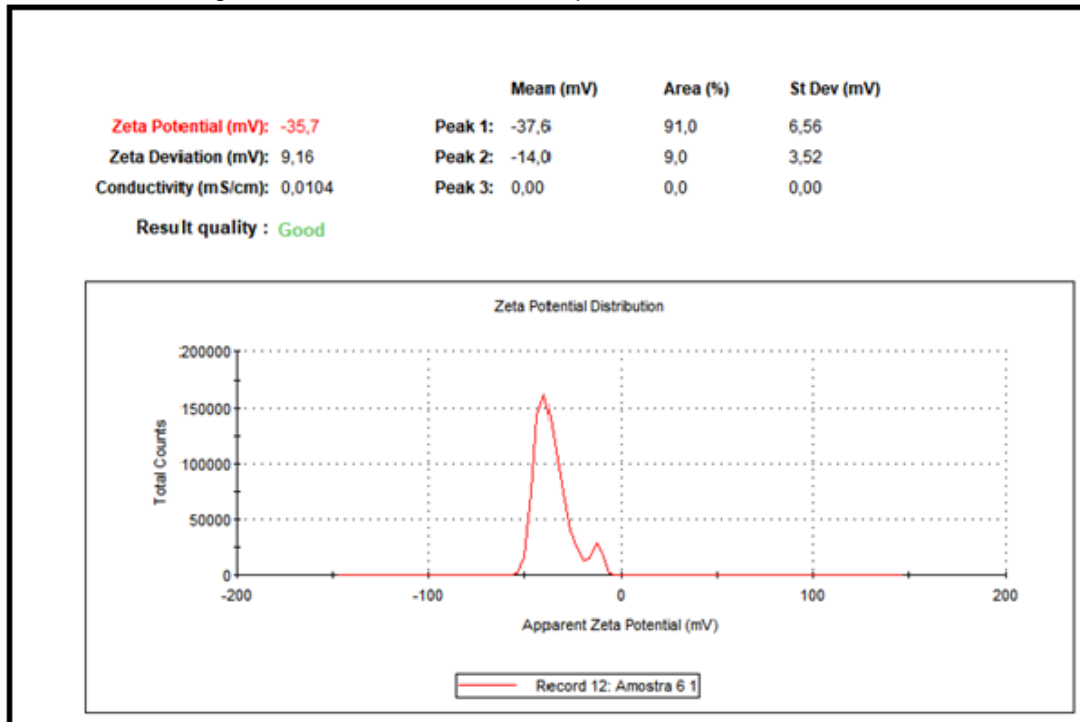 Mean (mV) Area (%) St Dev (mV)
Zeta Potential (mV): -35,7 Peak 1: -37,6 91,0 6,56
Zeta Deviation (mV): 9,16 Peak 2: -14,0 9,0 3,52
Conductivity (mS/cm): 0,0104 Peak 3: 0,00 0,0 0,00
Result quality : Good
Zeta Potential Distribution
200000
150000
100000
50000
0
Total Counts
-200 -100 0 100 200
Apparent Zeta Potential (mV)
Record 12: Amostra 6 1